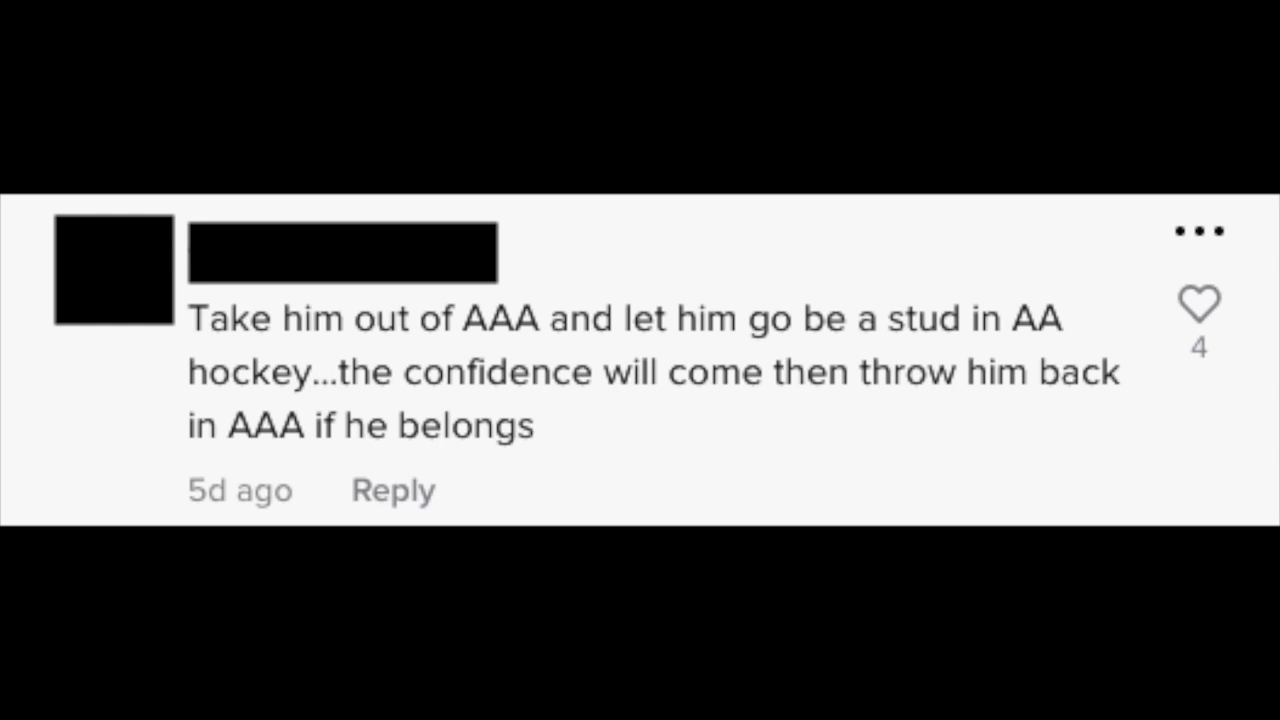 Take him out of AAA and let him go be a stud in AA
hockey...the confidence will come then throw him back
in AAA if he belongs
5d ago Reply
4